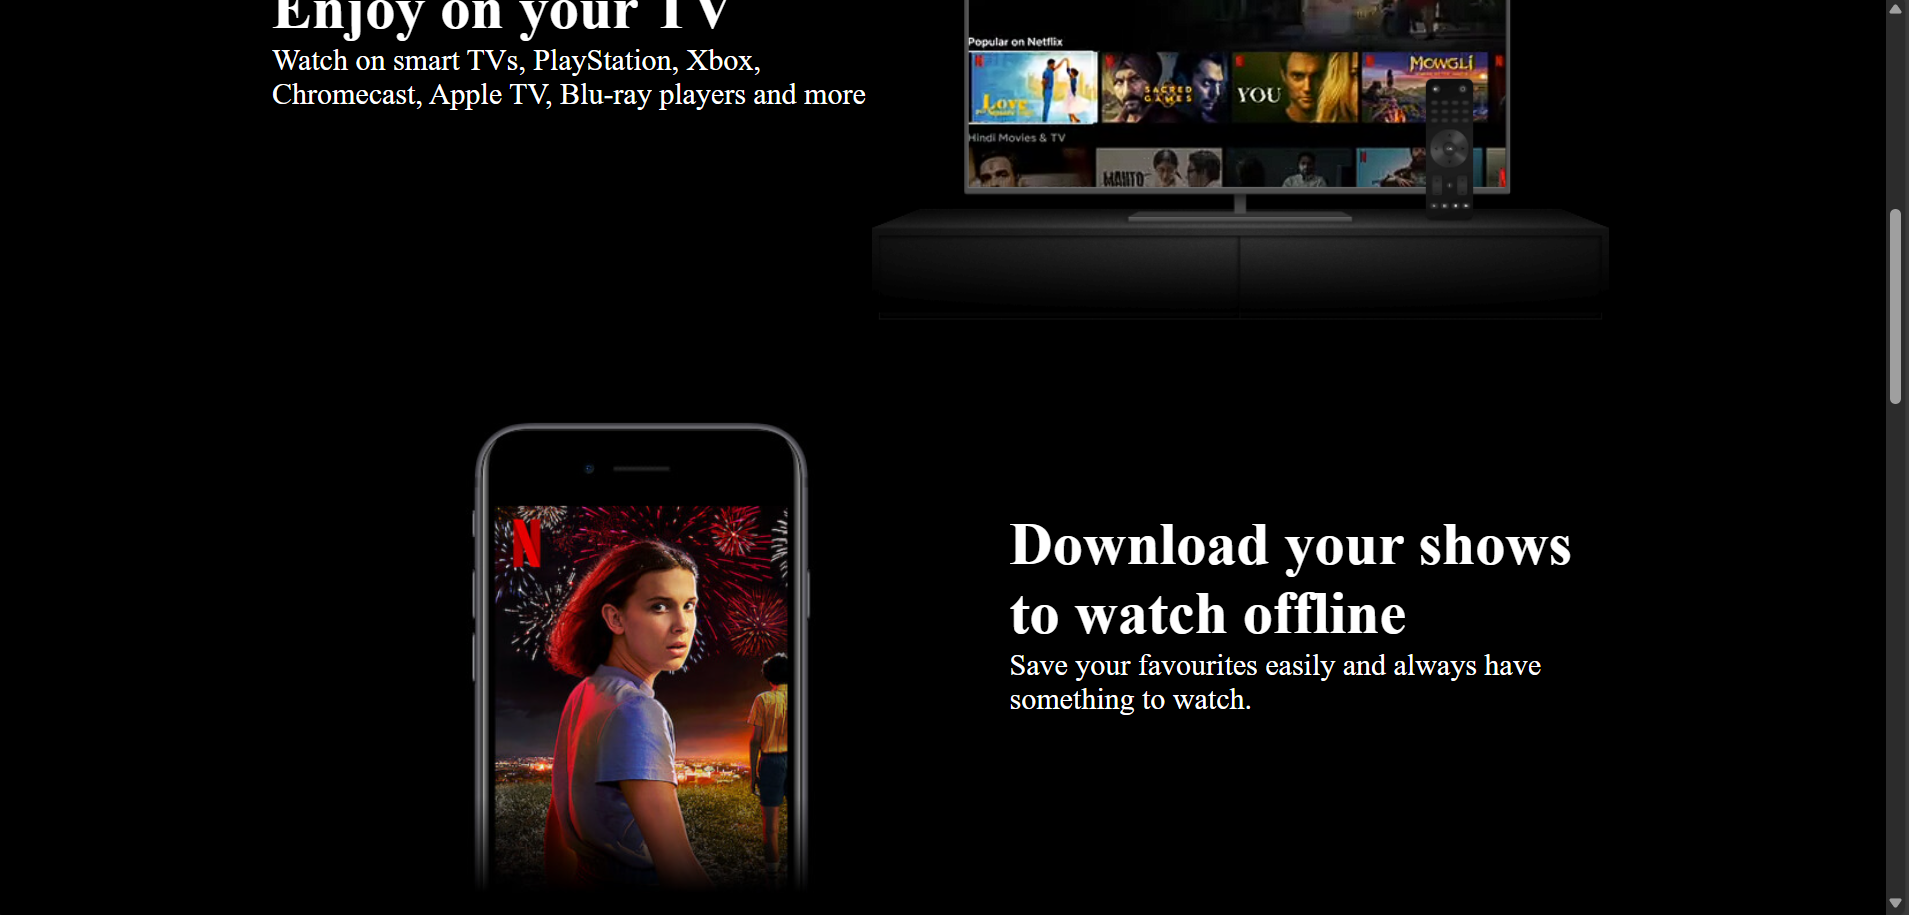 Enjoy on your TV
Watch on smart TVs, PlayStation, Xbox,
Chromecast, Apple TV, Blu-ray players and more
Popular on Netflix
Love
SACRED
GAMES
YOU
MOWGLI
Hindi Movies & TV
MANTO
N
Download your shows
to watch offline
Save your favourites easily and always have
something to watch.